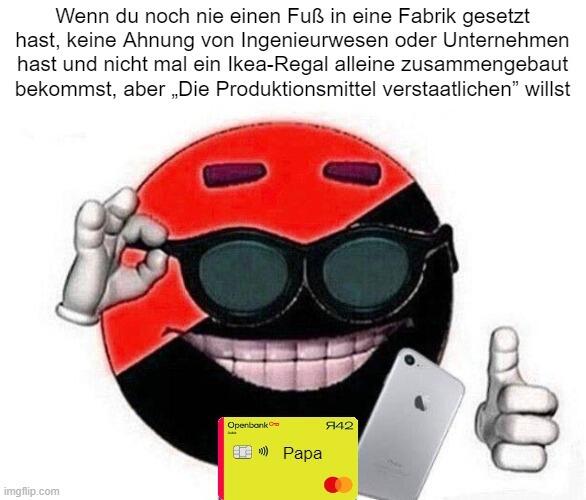 Wenn du noch nie einen Fuß in eine Fabrik gesetzt
hast, keine Ahnung von Ingenieurwesen oder Unternehmen
hast und nicht mal ein Ikea-Regal alleine zusammengebaut
bekommst, aber „Die Produktionsmittel verstaatlichen” willst
Openbank
Я42
Papa
imgflip.com